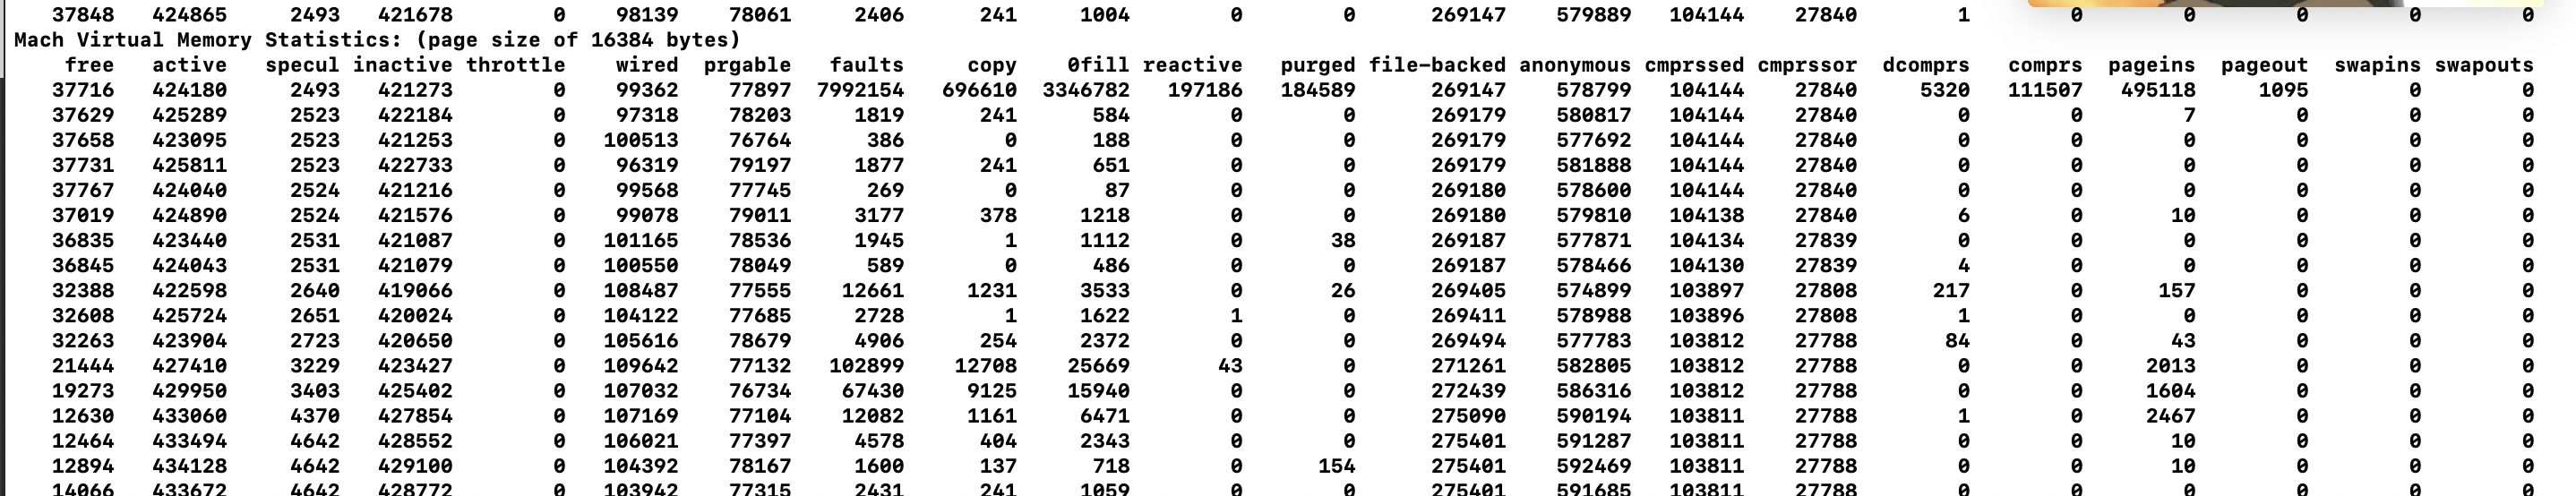 37848 424865 2493 421678 0 98139 78061 2406 241 1004 0 0 269147 579889 104144 27840 1 0 0 0 0 0
Mach Virtual Memory Statistics: (page size of 16384 bytes)
free active specul inactive throttle wired prgable faults copy 0fill reactive purged file-backed anonymous cmprssed cmprssor dcomprs comprs pageins pageout swapins swapouts
37716 424180 2493 421273 0 99362 77897 7992154 696610 3346782 197186 184589 269147 578799 104144 27840 5320 111507 495118 1095 0 0
37629 425289 2523 422184 0 97318 78203 1819 241 584 0 0 269179 580817 104144 27840 0 0 7 0 0 0
37658 423095 2523 421253 0 100513 76764 386 0 188 0 0 269179 577692 104144 27840 0 0 0 0 0 0
37731 425811 2523 422733 0 96319 79197 1877 241 651 0 0 269179 581888 104144 27840 0 0 0 0 0 0
37767 424040 2524 421216 0 99568 77745 269 0 87 0 0 269180 578600 104144 27840 0 0 0 0 0 0
37019 424890 2524 421576 0 99078 79011 3177 378 1218 0 0 269180 579810 104138 27840 6 0 10 0 0 0
36835 423440 2531 421087 0 101165 78536 1945 1 1112 0 38 269187 577871 104134 27839 0 0 0 0 0 0
36845 424043 2531 421079 0 100550 78049 589 0 486 0 0 269187 578466 104130 27839 4 0 0 0 0 0
32388 422598 2640 419066 0 108487 77555 12661 1231 3533 0 26 269405 574899 103897 27808 217 0 157 0 0 0
32608 425724 2651 420024 0 104122 77685 2728 1 1622 1 0 269411 578988 103896 27808 1 0 0 0 0 0
32263 423904 2723 420650 0 105616 78679 4906 254 2372 0 0 269494 577783 103812 27788 84 0 43 0 0 0
21444 427410 3229 423427 0 109642 77132 102899 12708 25669 43 0 271261 582805 103812 27788 0 0 2013 0 0 0
19273 429950 3403 425402 0 107032 76734 67430 9125 15940 0 0 272439 586316 103812 27788 0 0 1604 0 0 0
12630 433060 4370 427854 0 107169 77104 12082 1161 6471 0 0 275090 590194 103811 27788 1 0 2467 0 0 0
12464 433494 4642 428552 0 106021 77397 4578 404 2343 0 0 275401 591287 103811 27788 0 0 10 0 0 0
12894 434128 4642 429100 0 104392 78167 1600 137 718 0 154 275401 592469 103811 27788 0 0 10 0 0 0
14066 433672 4642 428772 0 103942 77315 2431 241 1059 0 0 275401 591685 103811 27788 0 0 0 0 0 0